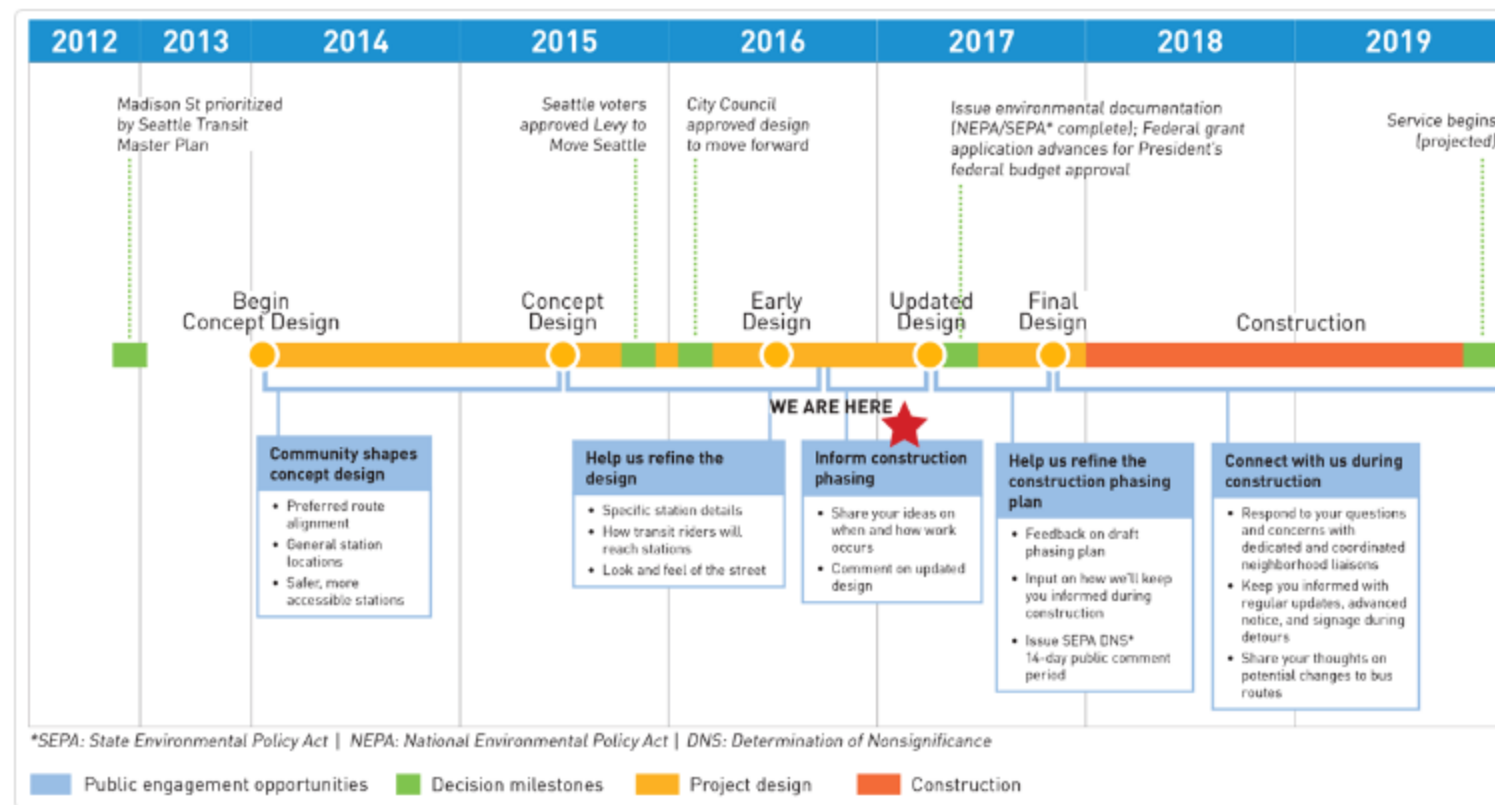 2012 2013 2014 2015 2016 2017 2018 2019
Madison St prioritized
by Seattle Transit
Master Plan
Seattle voters
approved Levy to
Move Seattle
City Council
approved design
to move forward
Issue environmental documentation
(NEPA/SEPA* complete); Federal grant
application advances for President's
federal budget approval
Service begins
(projected)
Begin
Concept Design
Concept
Design
Early
Design
Updated
Design
Final
Design
Construction
WE ARE HERE
Community shapes
concept design
• Preferred route
alignment
• General station
locations
• Safer, more
accessible stations
Help us refine the
design
• Specific station details
• How transit riders will
reach stations
• Look and feel of the street
Inform construction
phasing
• Share your ideas on
when and how work
occurs
• Comment on updated
design
Help us refine the
construction phasing
plan
• Feedback on draft
phasing plan
• Input on how we'll keep
you informed during
construction
• Issue SEPA DNS*
14-day public comment
period
Connect with us during
construction
• Respond to your questions
and concerns with
dedicated and coordinated
neighborhood liaisons
• Keep you informed with
regular updates, advanced
notice, and signage during
detours
• Share your thoughts on
potential changes to bus
routes
*SEPA: State Environmental Policy Act | NEPA: National Environmental Policy Act | DNS: Determination of Nonsignificance
Public engagement opportunities
Decision milestones
Project design
Construction